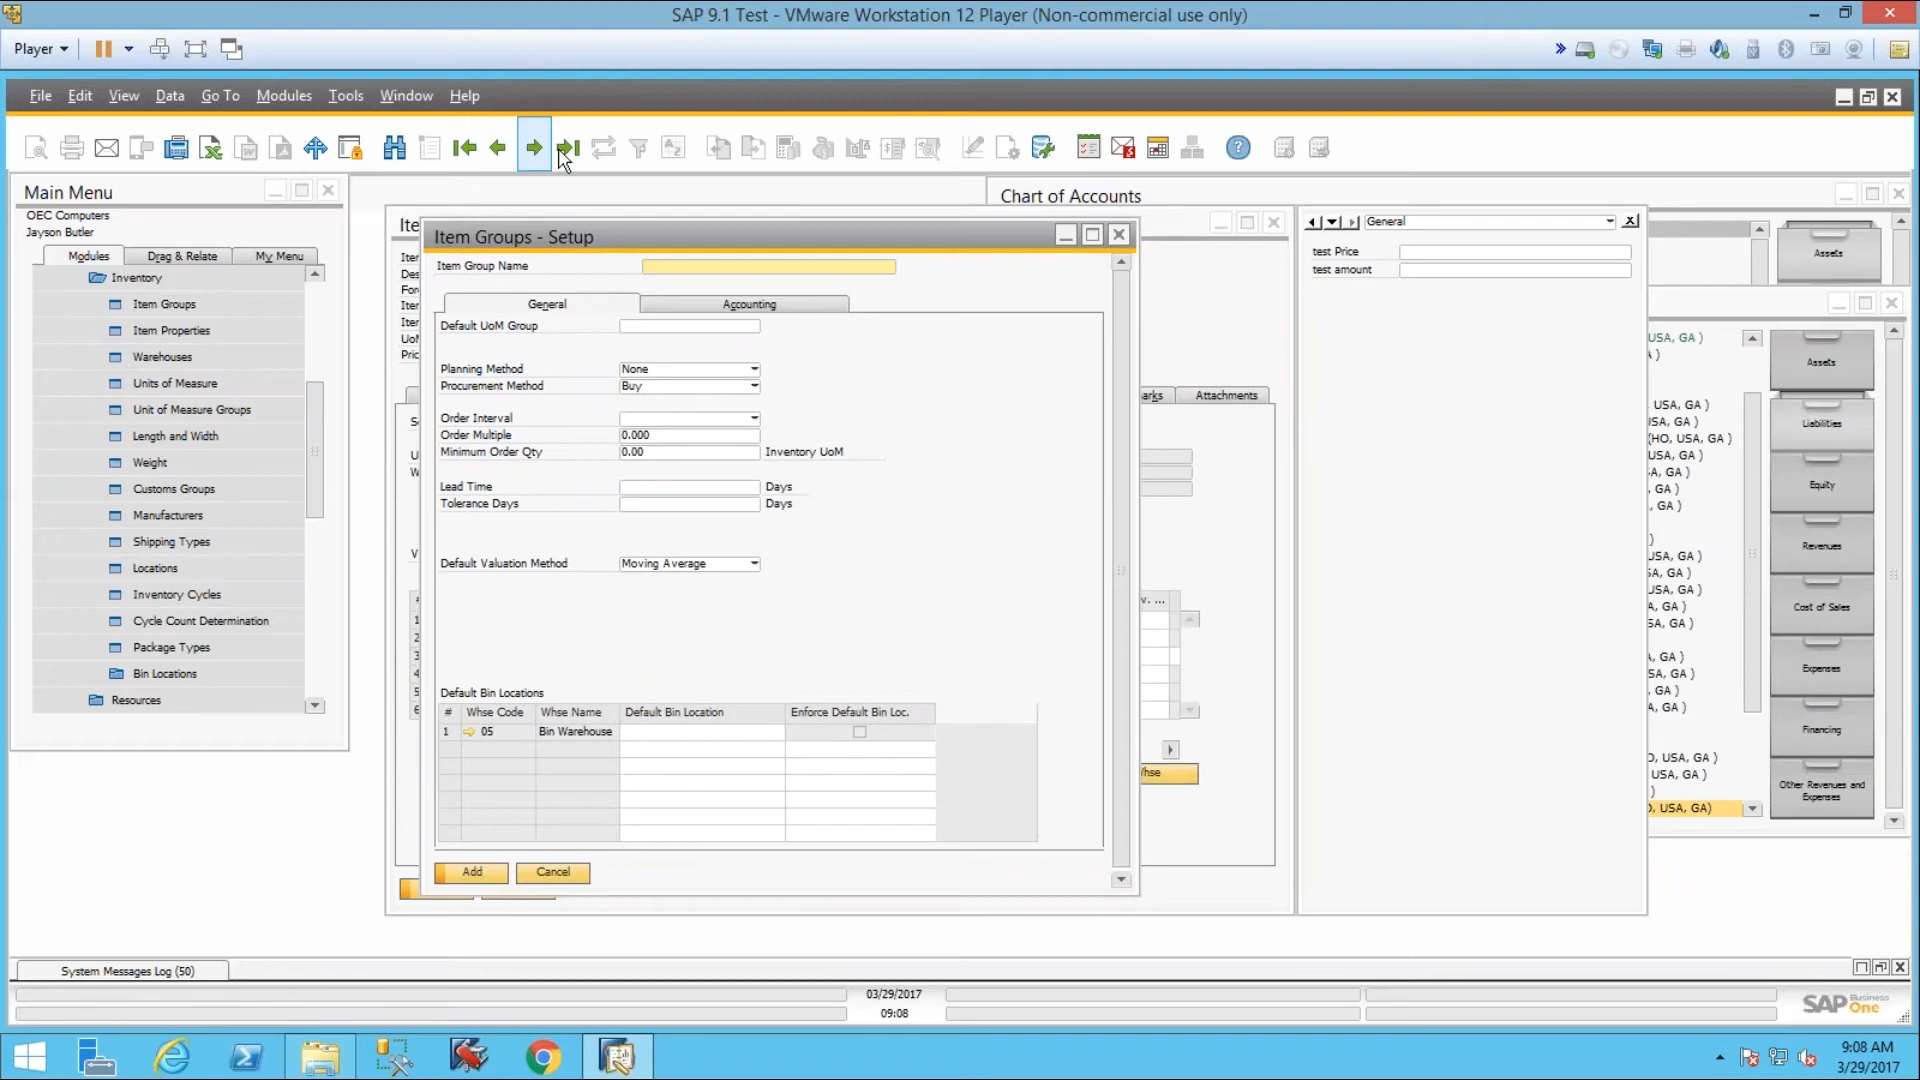 SAP 9.1 Test - VMware Workstation 12 Player (Non-commercial use only)
Player
File Edit View Data Go To Modules Tools Window Help
Main Menu
OEC Computers
Jayson Butler
Modules Drag & Relate My Menu
Inventory
Item Groups
Item Properties
Warehouses
Units of Measure
Unit of Measure Groups
Length and Width
Weight
Customs Groups
Manufacturers
Shipping Types
Locations
Inventory Cycles
Cycle Count Determination
Package Types
Bin Locations
Resources
Item Groups - Setup
Item Group Name
General Accounting
Default UoM Group
Planning Method None
Procurement Method Buy
Order Interval
Order Multiple 0.000
Minimum Order Qty 0.00 Inventory UoM
Lead Time Days
Tolerance Days Days
Default Valuation Method Moving Average
Default Bin Locations
# Whse Code Whse Name Default Bin Location Enforce Default Bin Loc.
1 05 Bin Warehouse
Add Cancel
Attachments
General
test Price
test amount
Chart of Accounts
Assets
Assets
Liabilities
Equity
Revenues
Cost of Sales
Expenses
Financing
Other Revenues and
Expenses
System Messages Log (50)
03/29/2017
09:08
SAP Business One
9:08 AM
3/29/2017